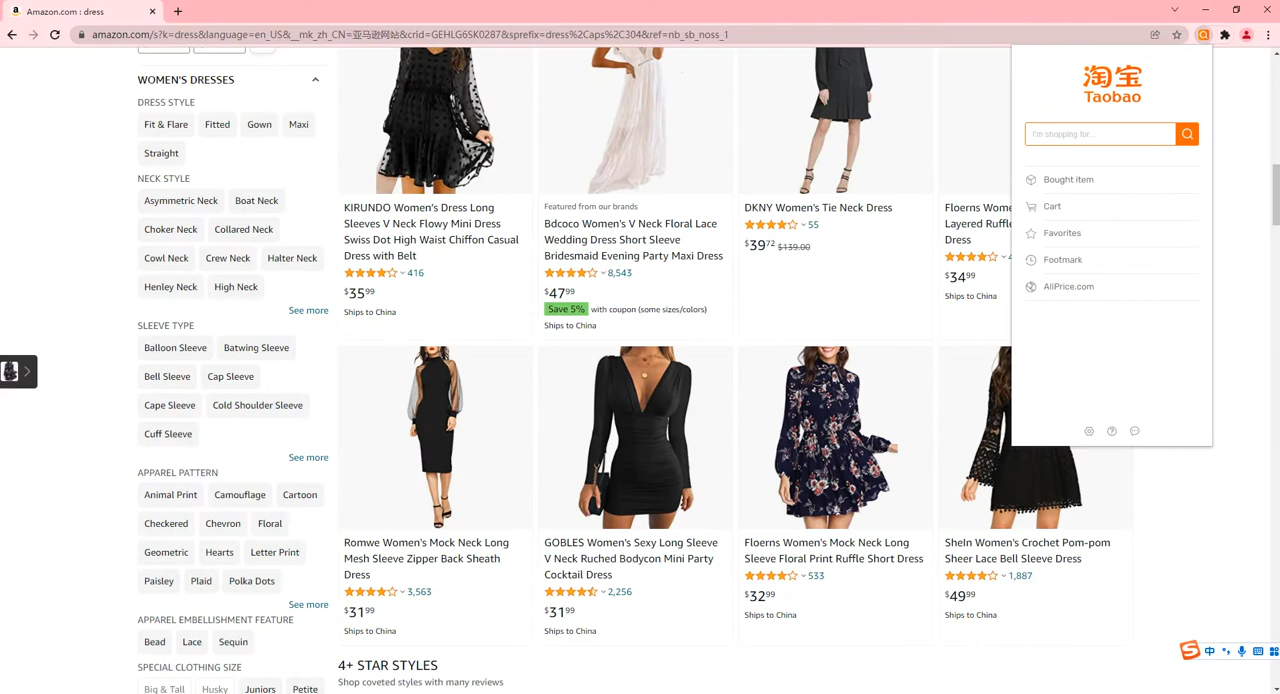 Amazon.com : dress
amazon.com/s?k=dress&language=en_US&__mk_zh_CN=亚马逊网站&crid=GEHLG6SK0287&sprefix=dress%2Caps%2C304&ref=nb_sb_noss_1
WOMEN'S DRESSES
DRESS STYLE
Fit & Flare
Fitted
Gown
Maxi
Straight
NECK STYLE
Asymmetric Neck
Boat Neck
Choker Neck
Collared Neck
Cowl Neck
Crew Neck
Halter Neck
Henley Neck
High Neck
See more
SLEEVE TYPE
Balloon Sleeve
Batwing Sleeve
Bell Sleeve
Cap Sleeve
Cape Sleeve
Cold Shoulder Sleeve
Cuff Sleeve
See more
APPAREL PATTERN
Animal Print
Camouflage
Cartoon
Checkered
Chevron
Floral
Geometric
Hearts
Letter Print
Paisley
Plaid
Polka Dots
See more
APPAREL EMBELLISHMENT FEATURE
Bead
Lace
Sequin
SPECIAL CLOTHING SIZE
Big & Tall
Husky
Juniors
Petite
KIRUNDO Women's Dress Long
Sleeves V Neck Flowy Mini Dress
Swiss Dot High Waist Chiffon Casual
Dress with Belt
416
$35 99
Ships to China
Featured from our brands
Bdcoco Women's V Neck Floral Lace
Wedding Dress Short Sleeve
Bridesmaid Evening Party Maxi Dress
8,543
$47 99
Save 5% with coupon (some sizes/colors)
Ships to China
DKNY Women's Tie Neck Dress
55
$39 72 $139.00
Floerns Wome
Layered Ruffl
Dress
4
$34 99
Ships to China
Romwe Women's Mock Neck Long
Mesh Sleeve Zipper Back Sheath
Dress
3,563
$31 99
Ships to China
GOBLES Women's Sexy Long Sleeve
V Neck Ruched Bodycon Mini Party
Cocktail Dress
2,256
$31 99
Ships to China
Floerns Women's Mock Neck Long
Sleeve Floral Print Ruffle Short Dress
533
$32 99
Ships to China
SheIn Women's Crochet Pom-pom
Sheer Lace Bell Sleeve Dress
1,887
$49 99
Ships to China
4+ STAR STYLES
Shop coveted styles with many reviews
淘宝
Taobao
I'm shopping for...
Bought item
Cart
Favorites
Footmark
AliPrice.com
S 中